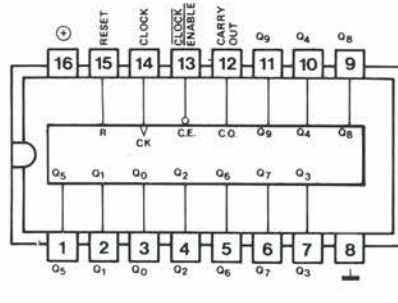 ⊕ RESET CLOCK CLOCK ENABLE CARRY OUT Q9 Q4 Q8
16 15 14 13 12 11 10 9
R CK C.E. C.O. Q9 Q4 Q8
Q5 Q1 Q0 Q2 Q6 Q7 Q3
1 2 3 4 5 6 7 8
Q5 Q1 Q0 Q2 Q6 Q7 Q3